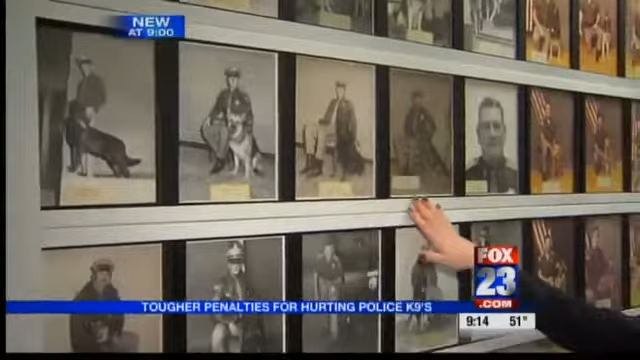 NEW
AT 9:00
TOUGHER PENALTIES FOR HURTING POLICE K9'S
FOX
23
.COM
9:14 51°